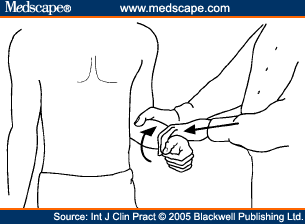 Medscape® www.medscape.com
Source: Int J Clin Pract © 2005 Blackwell Publishing Ltd.